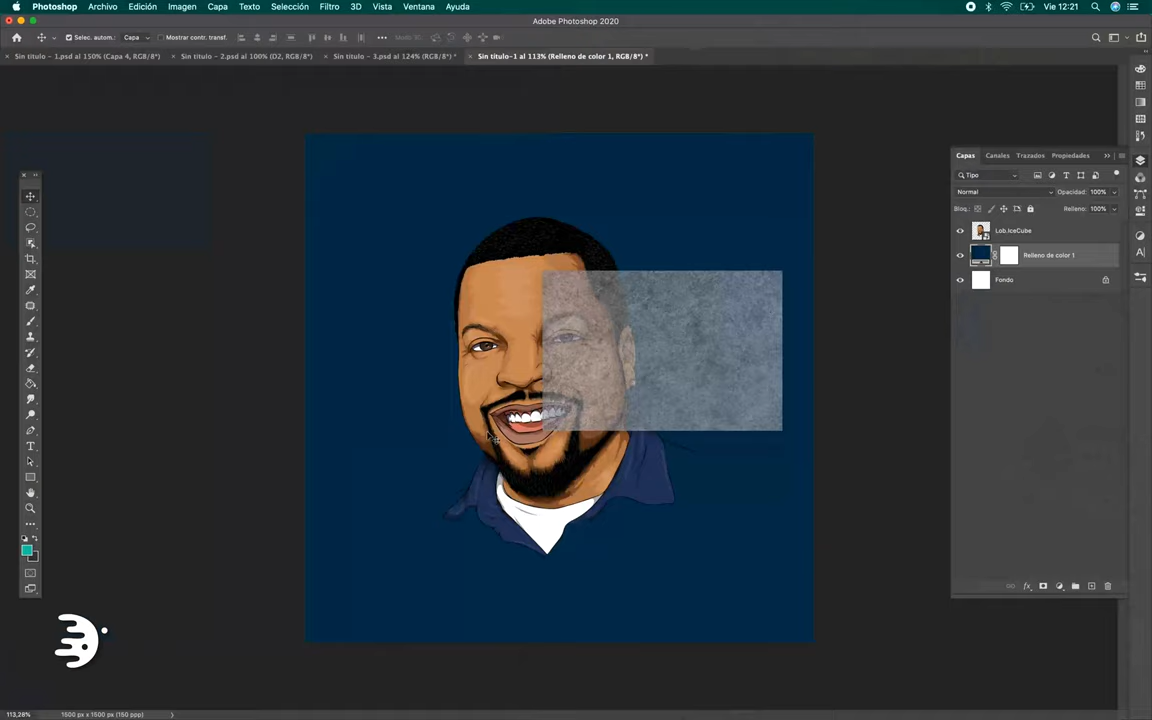 Photoshop Archivo Edición Imagen Capa Texto Selección Filtro 3D Vista Ventana Ayuda Vie 12:21
Adobe Photoshop 2020
Selec. autom.: Capa Mostrar contr. transf. Modo 3D:
Sin título - 1.psd al 150% (Capa 4, RGB/8*) Sin título - 2.psd al 100% (D2, RGB/8*) Sin título - 3.psd al 124% (RGB/8*) * Sin título-1 al 113% (Relleno de color 1, RGB/8*) *
Capas Canales Trazados Propiedades
Tipo
Normal Opacidad: 100%
Bloq.: Relleno: 100%
Lob.IceCube
Relleno de color 1
Fondo
113,28% 1500 px x 1500 px (150 ppp)